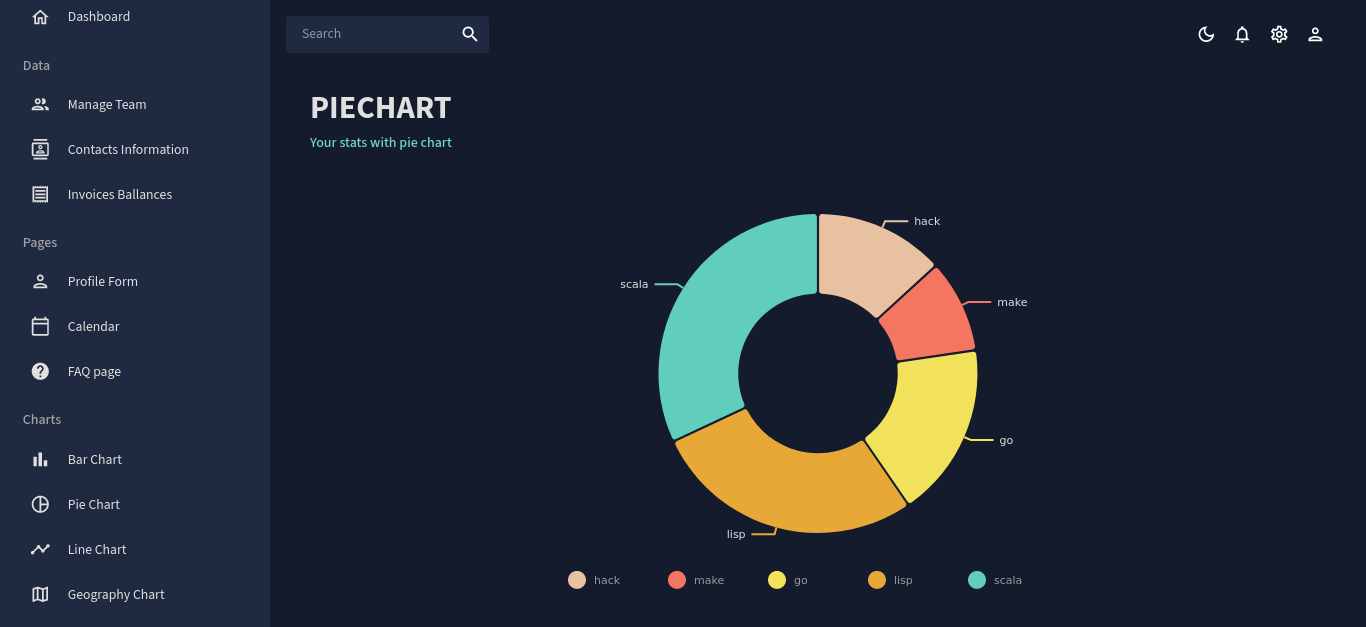 Dashboard
Data
Manage Team
Contacts Information
Invoices Ballances
Pages
Profile Form
Calendar
FAQ page
Charts
Bar Chart
Pie Chart
Line Chart
Geography Chart
Search
PIECHART
Your stats with pie chart
hack
make
go
lisp
scala
hack make go lisp scala